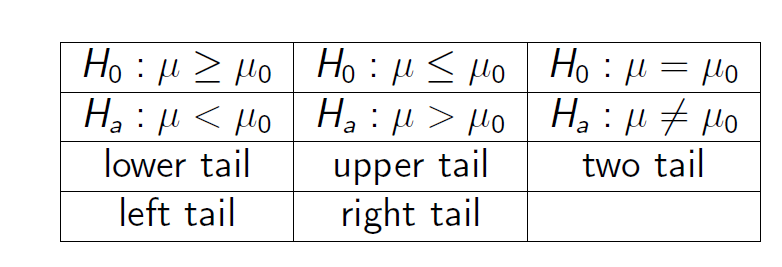 H₀ : μ ≥ μ₀ H₀ : μ ≤ μ₀ H₀ : μ = μ₀
Hₐ : μ < μ₀ Hₐ : μ > μ₀ Hₐ : μ ≠ μ₀
lower tail upper tail two tail
left tail right tail